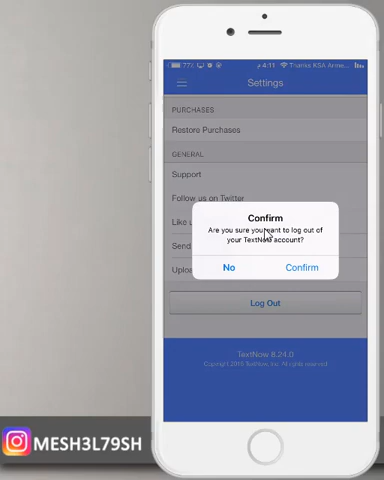 77%
4:11
Thanks KSA Arme...
Settings
PURCHASES
Restore Purchases
GENERAL
Support
Follow us on Twitter
Like u
Send
Uploa
Confirm
Are you sure you want to log out of
your TextNow account?
No
Confirm
Log Out
TextNow 8.24.0
Copyright 2015 TextNow, Inc. All rights reserved
MESH3L79SH